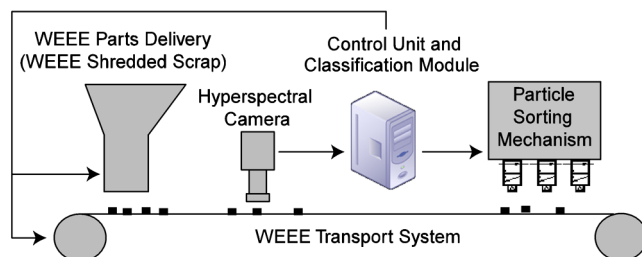 WEEE Parts Delivery
(WEEE Shredded Scrap)
Hyperspectral
Camera
Control Unit and
Classification Module
Particle
Sorting
Mechanism
WEEE Transport System